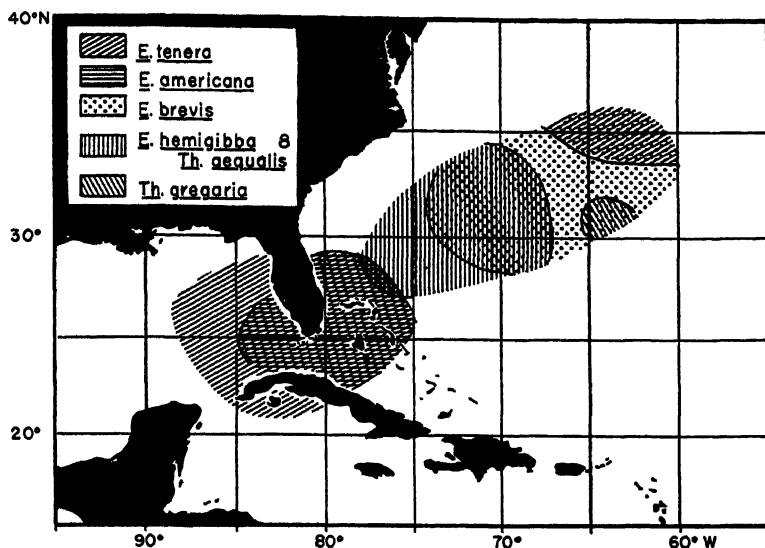 40°N
E. tenera
E. americana
E. brevis
E. hemigibba 8
Th. aequalis
Th. gregaria
30°
20°
90° 80° 70° 60° W